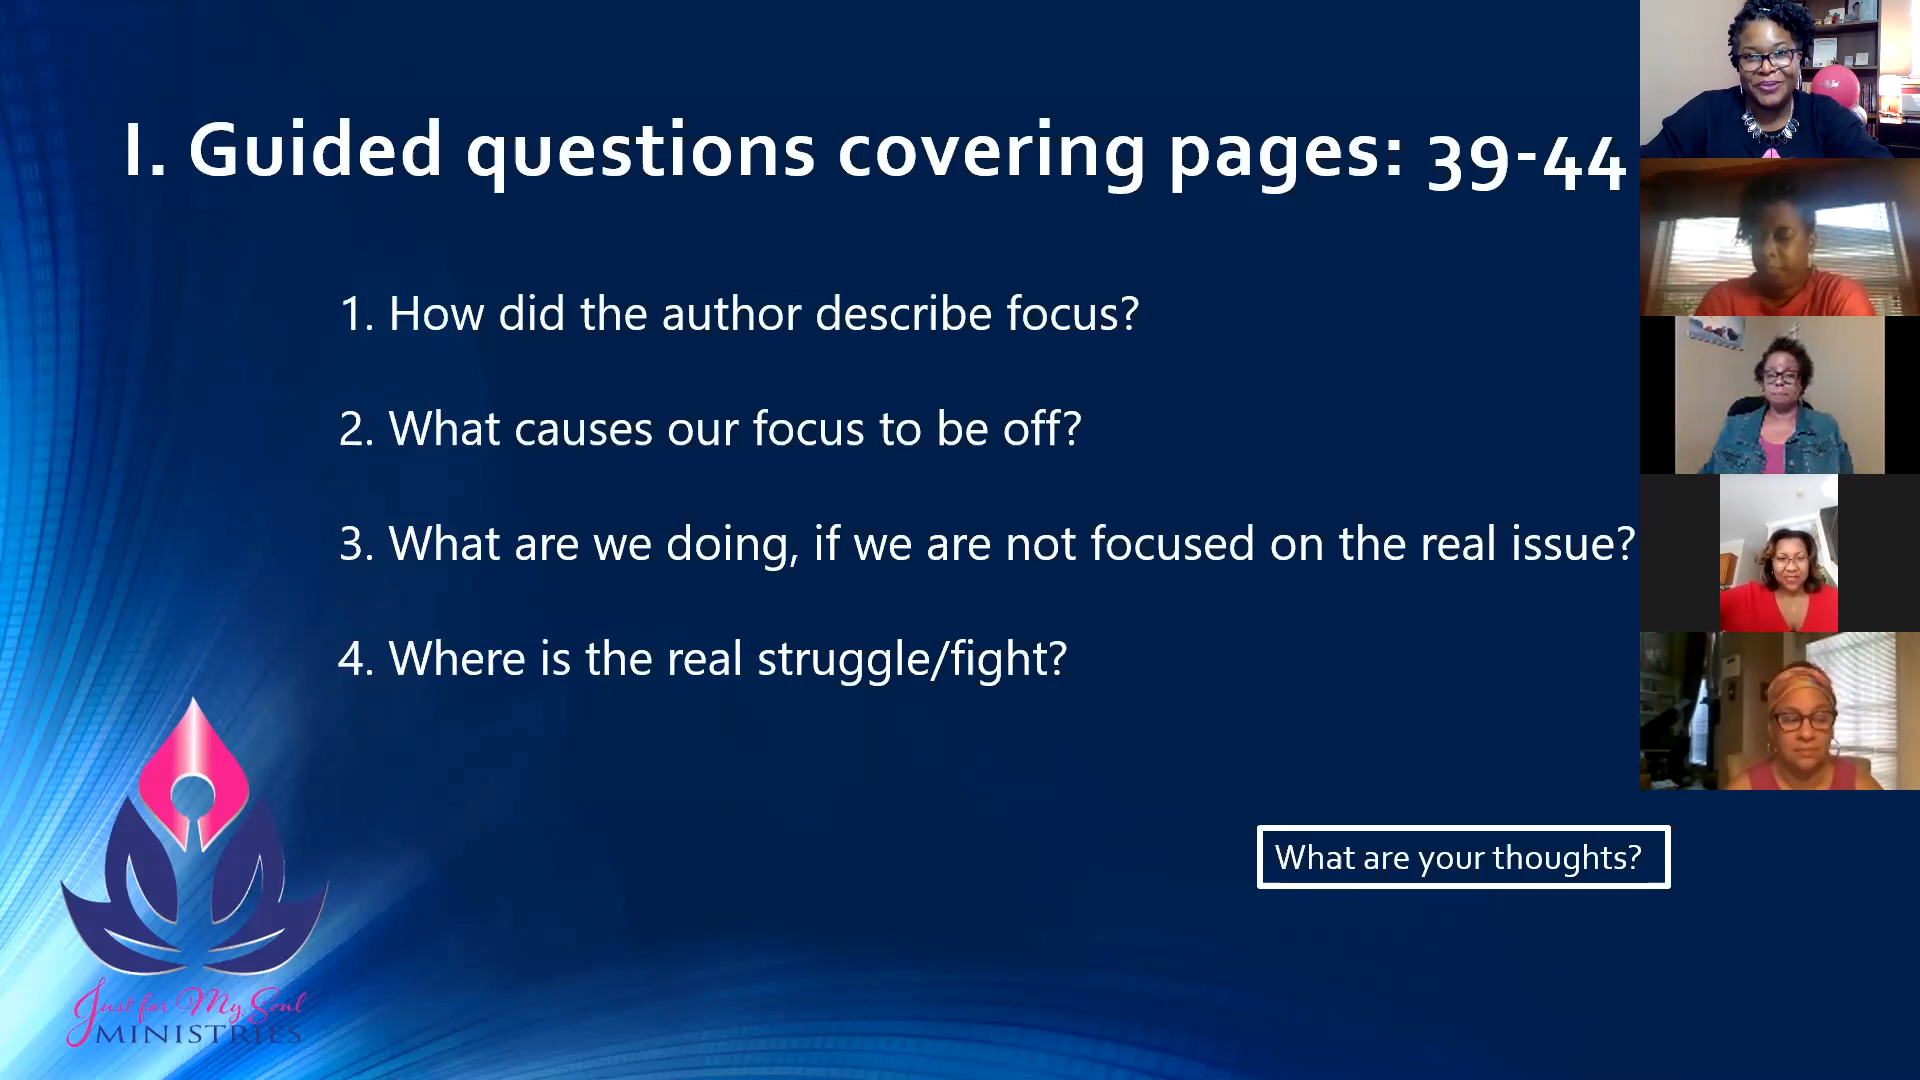 I. Guided questions covering pages: 39-44
1. How did the author describe focus?
2. What causes our focus to be off?
3. What are we doing, if we are not focused on the real issue?
4. Where is the real struggle/fight?
What are your thoughts?
Just for My Soul
MINISTRIES